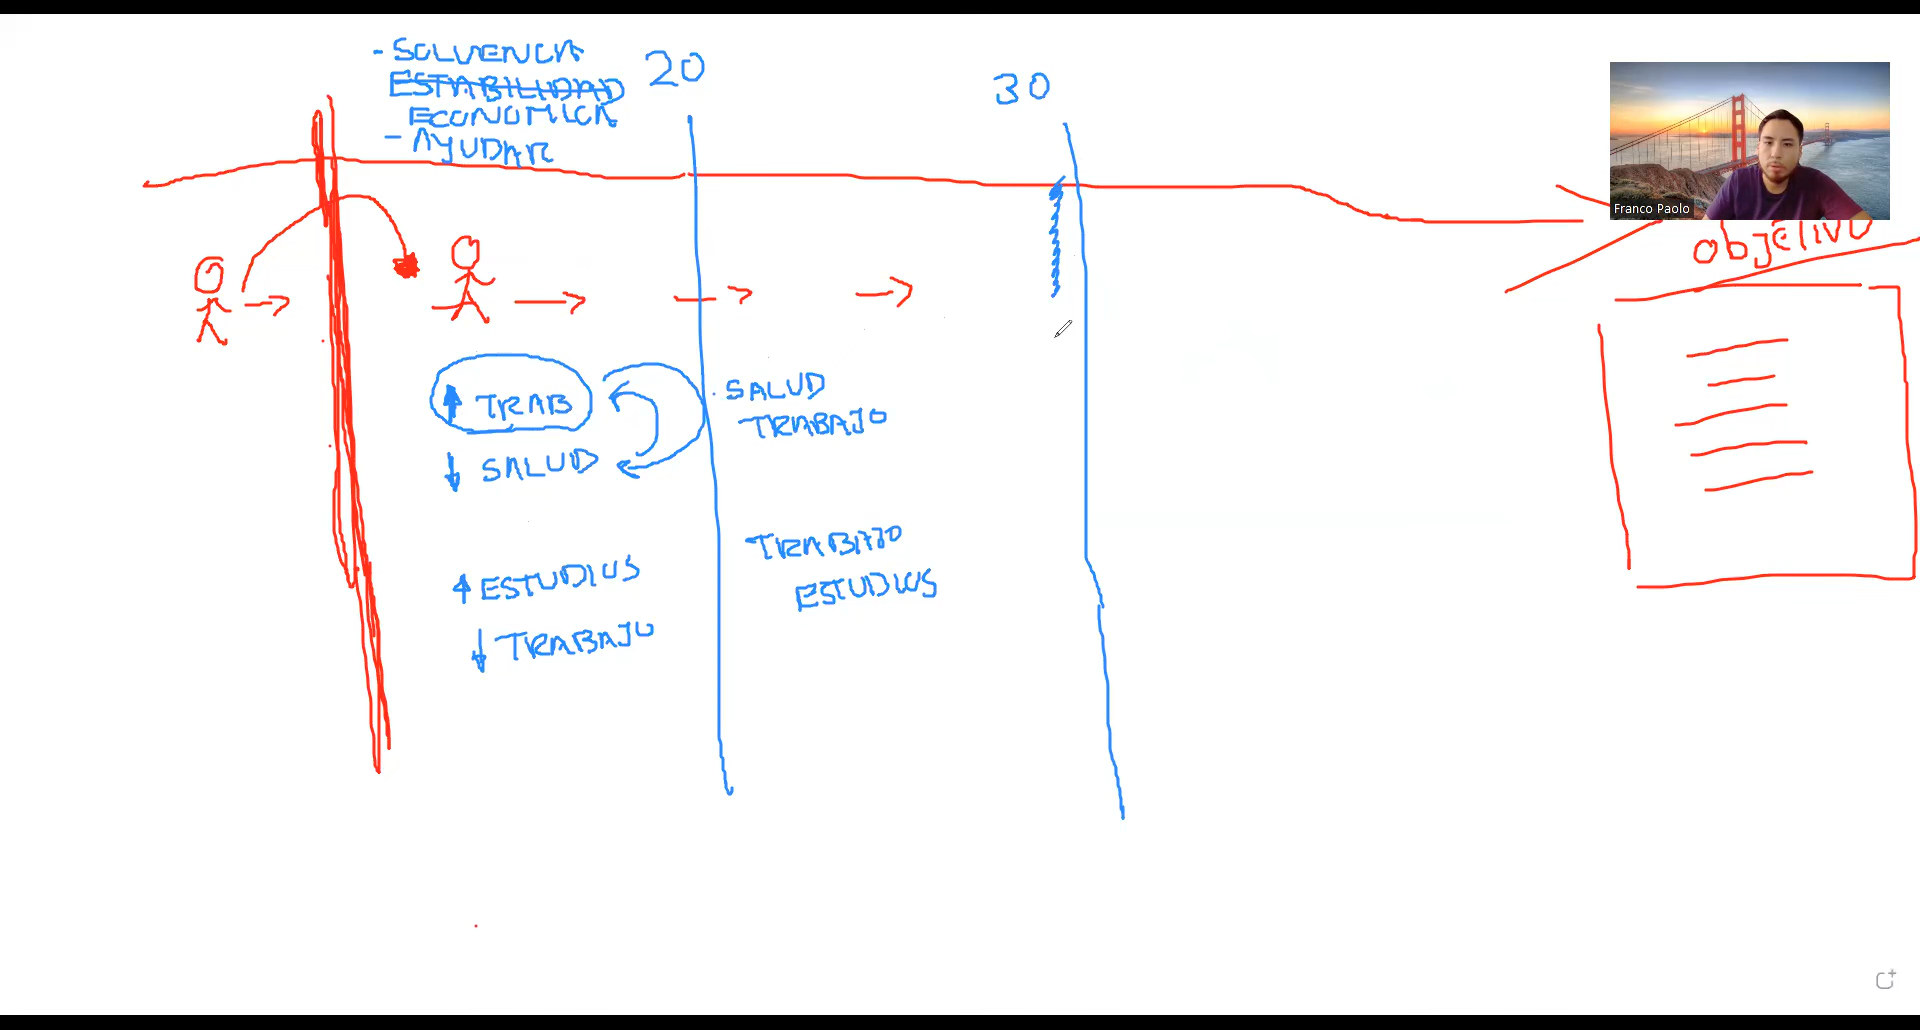 - SOLVENCIA
ESTABILIDAD
ECONOMICA
- AYUDAR
20
30
Franco Paolo
objetivo
TRAB
SALUD
SALUD
TRABAJO
ESTUDIOS
TRABAJO
TRABAJO
ESTUDIOS